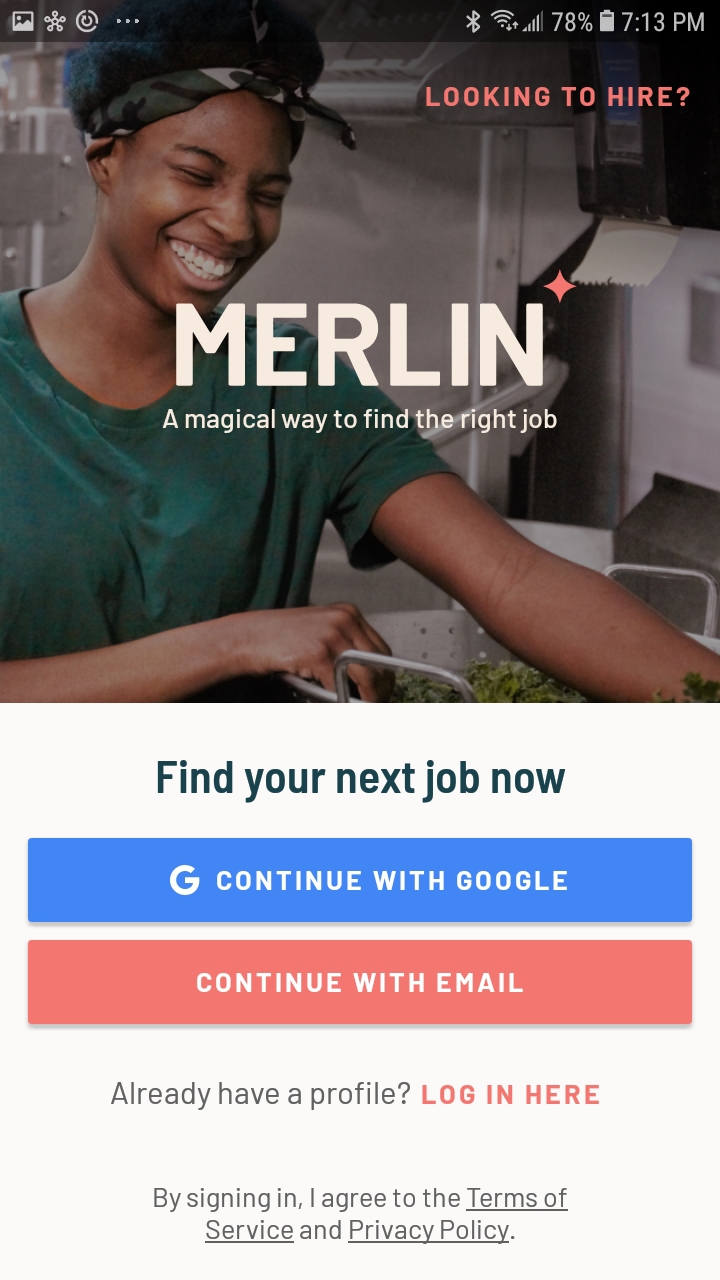 78% 7:13 PM
LOOKING TO HIRE?
MERLIN
A magical way to find the right job
Find your next job now
CONTINUE WITH GOOGLE
CONTINUE WITH EMAIL
Already have a profile? LOG IN HERE
By signing in, I agree to the Terms of
Service and Privacy Policy.